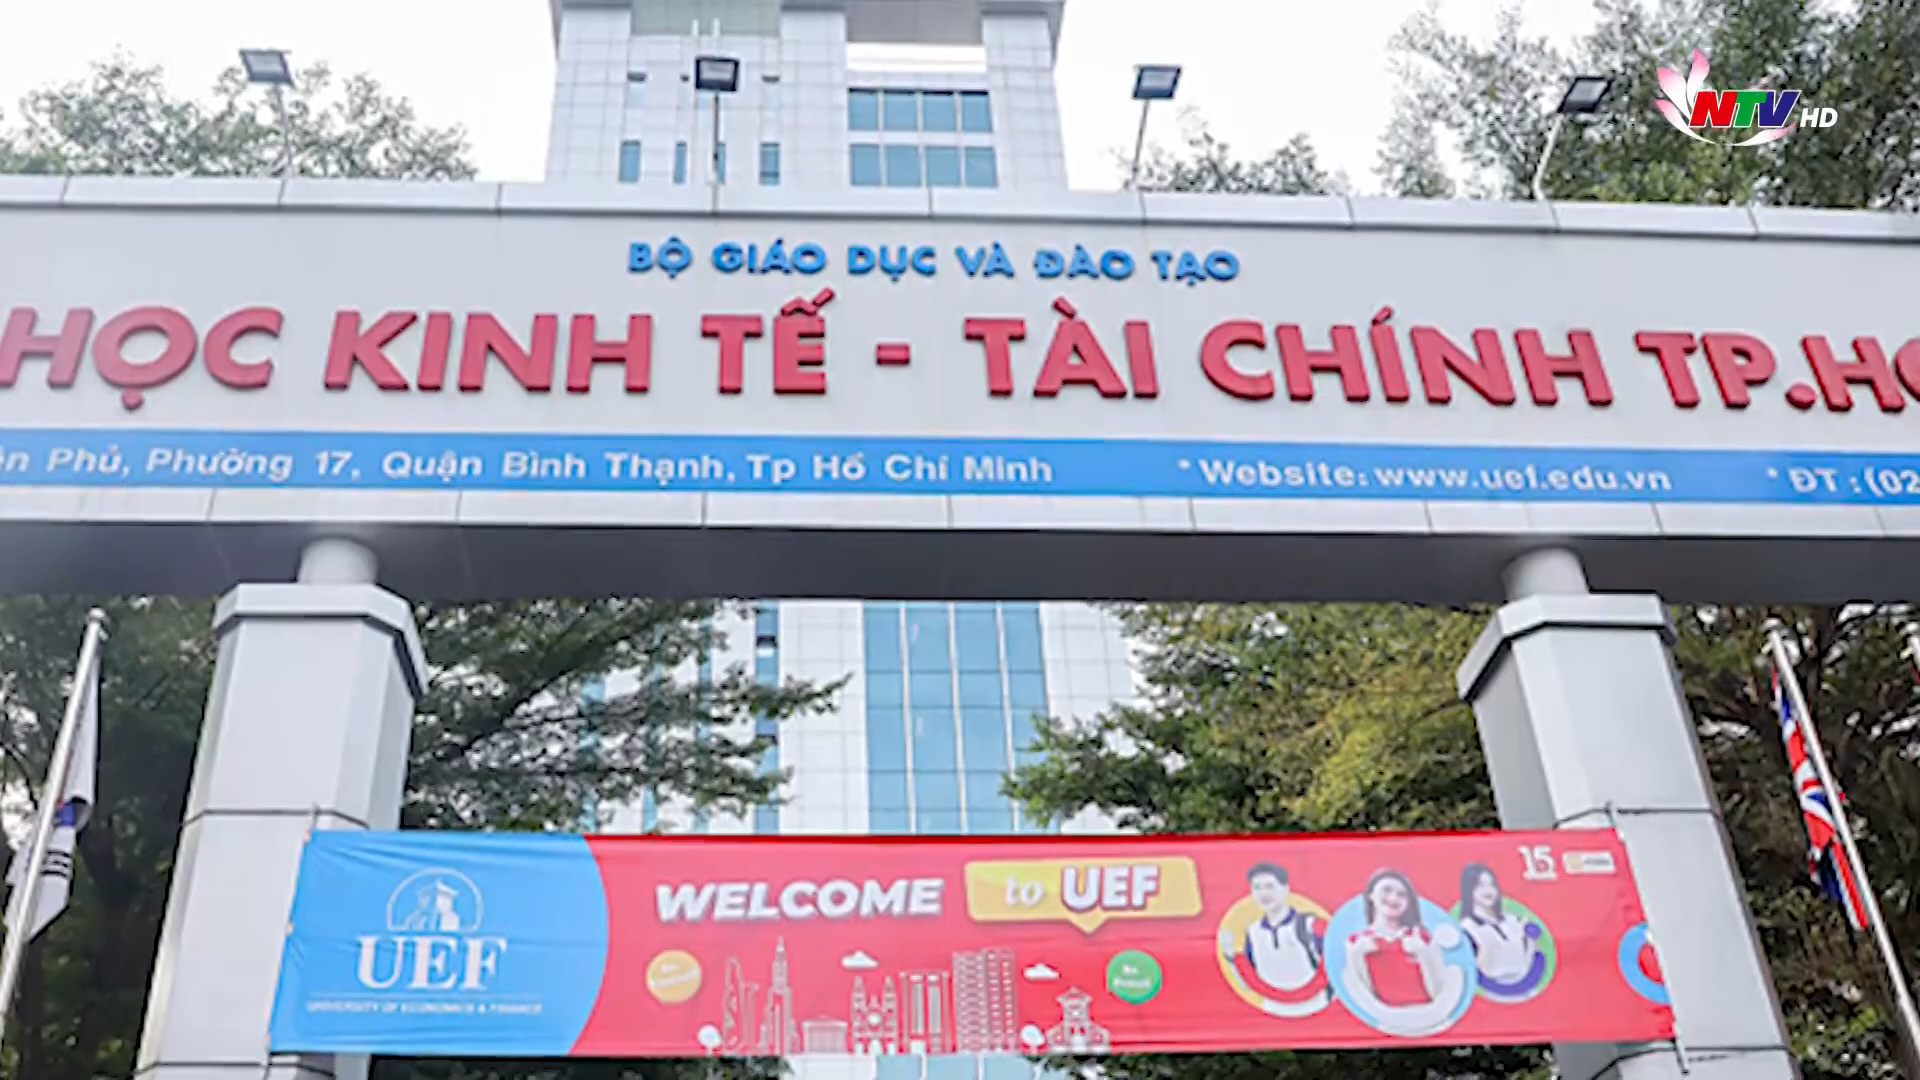 NTV HD
BỘ GIÁO DỤC VÀ ĐÀO TẠO
HỌC KINH TẾ - TÀI CHÍNH TP.HỒ
Phủ, Phường 17, Quận Bình Thạnh, Tp Hồ Chí Minh * Website: www.uef.edu.vn * ĐT : (02
WELCOME to UEF
15
UEF
UNIVERSITY OF ECONOMICS & FINANCE